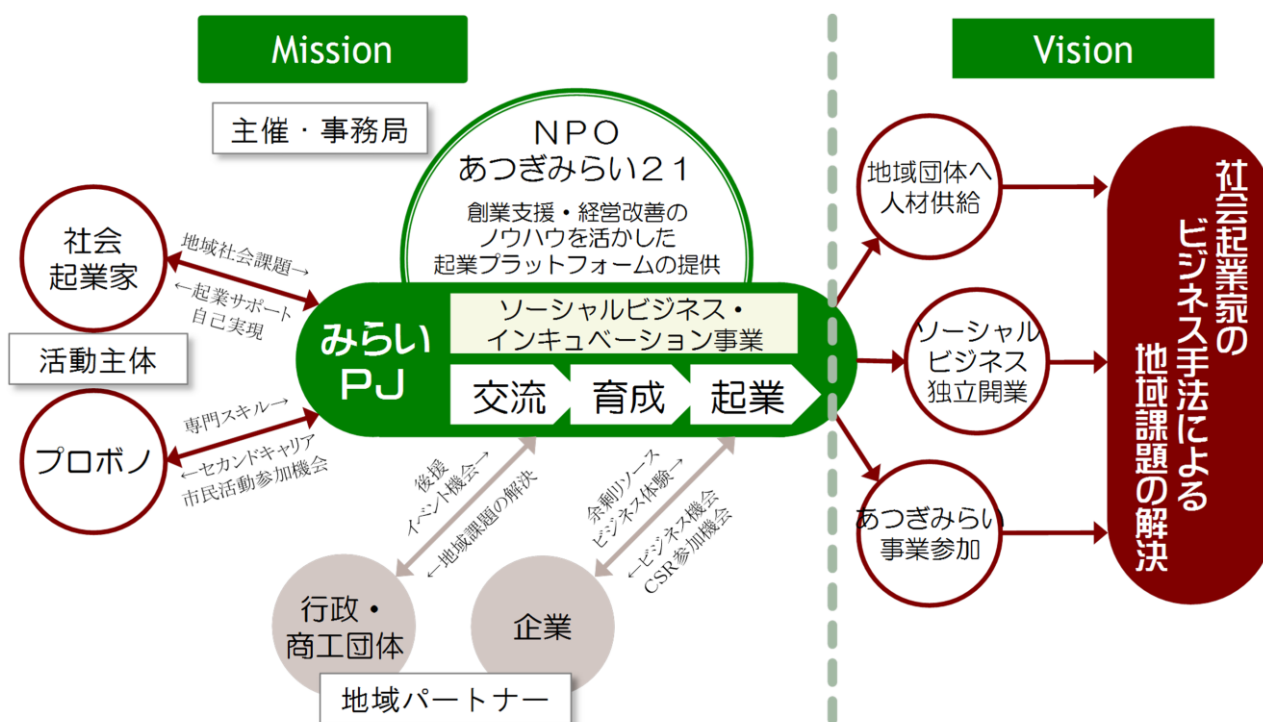 Mission
Vision
主催・事務局
NPO
あつぎみらい21
創業支援・経営改善の
ノウハウを活かした
起業プラットフォームの提供
社会
起業家
地域社会課題→
←起業サポート
自己実現
活動主体
プロボノ
専門スキル→
←セカンドキャリア
市民活動参加機会
みらい
PJ
ソーシャルビジネス・
インキュベーション事業
交流
育成
起業
後援
イベント機会→
←地域課題の解決
余剰リソース
ビジネス体験→
←ビジネス機会
CSR参加機会
行政・
商工団体
企業
地域パートナー
地域団体へ
人材供給
ソーシャル
ビジネス
独立開業
あつぎみらい
事業参加
社会起業家の
ビジネス手法による
地域課題の解決